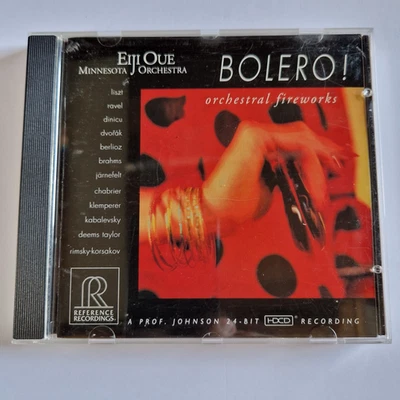 EIJI OUE
MINNESOTA ORCHESTRA
BOLERO!
orchestral fireworks
liszt
ravel
dinicu
dvořák
berlioz
brahms
järnefelt
chabrier
klemperer
kabalevsky
deems taylor
rimsky-korsakov
R
REFERENCE
RECORDINGS
A PROF. JOHNSON 24-BIT HDCD RECORDING